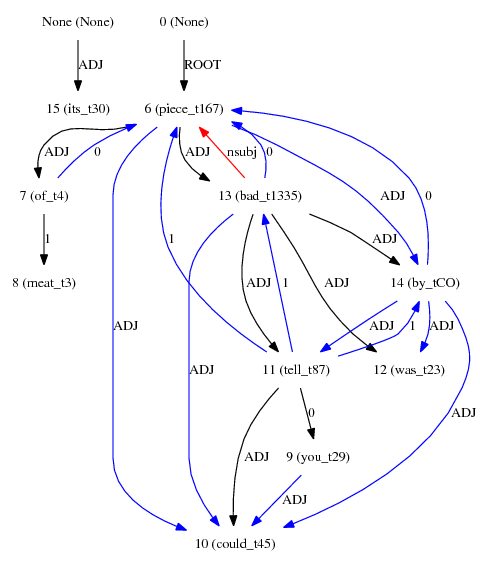 None (None) 0 (None)
ADJ ROOT
15 (its_t30) 6 (piece_t167)
ADJ 0 ADJ nsubj 0 ADJ 0
7 (of_t4) 13 (bad_t1335)
1 1 ADJ
8 (meat_t3) ADJ 1 ADJ 14 (by_tCO)
ADJ ADJ ADJ 1 ADJ
11 (tell_t87) 12 (was_t23)
0 ADJ
ADJ 9 (you_t29)
ADJ
10 (could_t45)